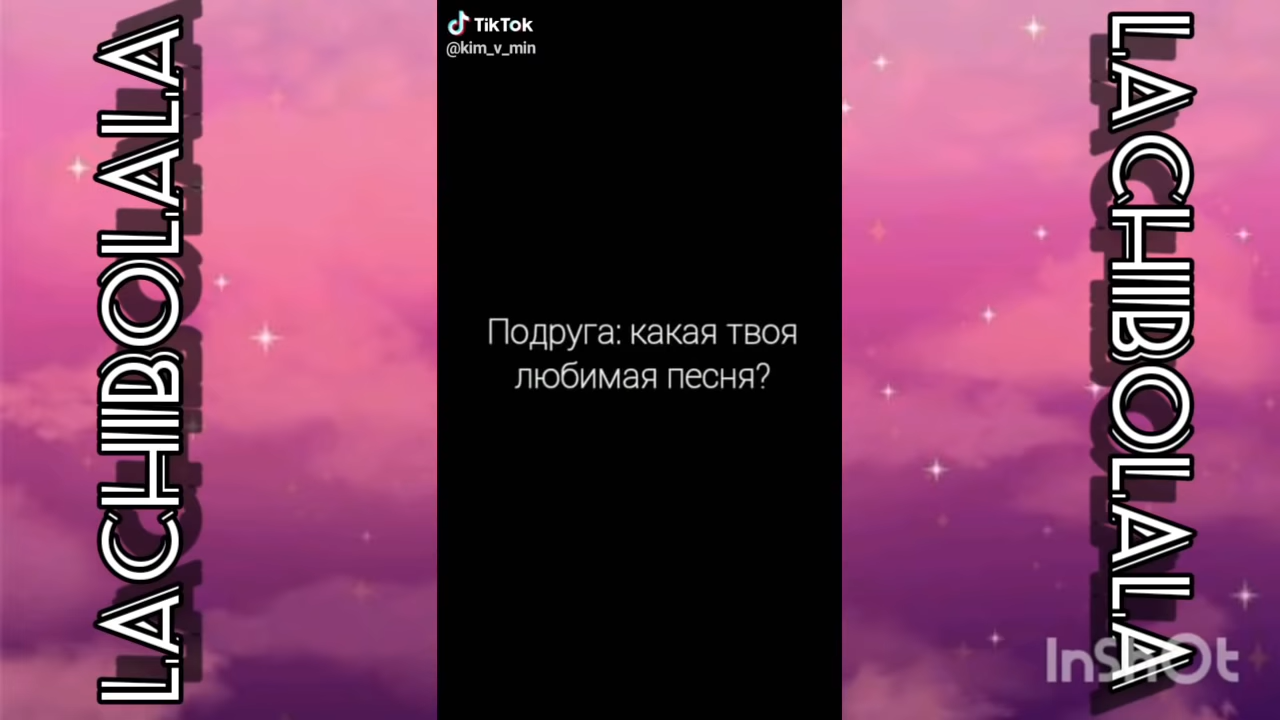 LACHIBOLALA
TikTok
@kim_v_min
Подруга: какая твоя
любимая песня?
LACHIBOLALA
InShOt